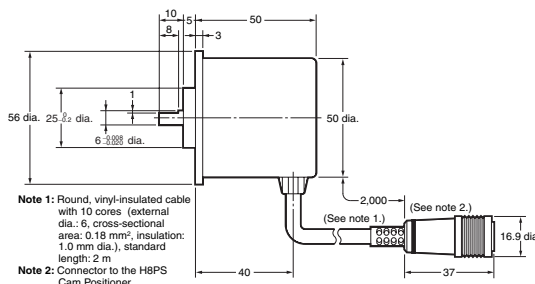 10
5
50
8
3
1
56 dia.
25 0 -0.2 dia.
6 -0.008 -0.020 dia.
50 dia.
2,000
(See note 1.)
(See note 2.)
16.9 dia
40
37
Note 1: Round, vinyl-insulated cable
with 10 cores (external
dia.: 6, cross-sectional
area: 0.18 mm², insulation:
1.0 mm dia.), standard
length: 2 m
Note 2: Connector to the H8PS
Cam Positioner